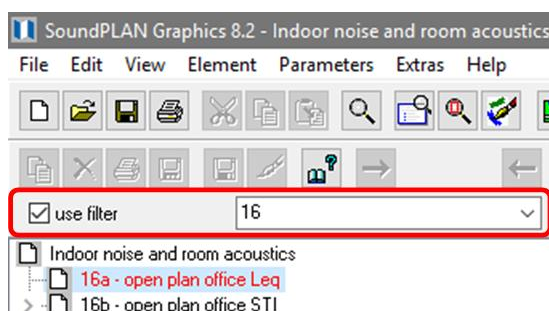 SoundPLAN Graphics 8.2 - Indoor noise and room acoustics
File Edit View Element Parameters Extras Help
use filter 16
Indoor noise and room acoustics
16a - open plan office Leq
16b - open plan office STI